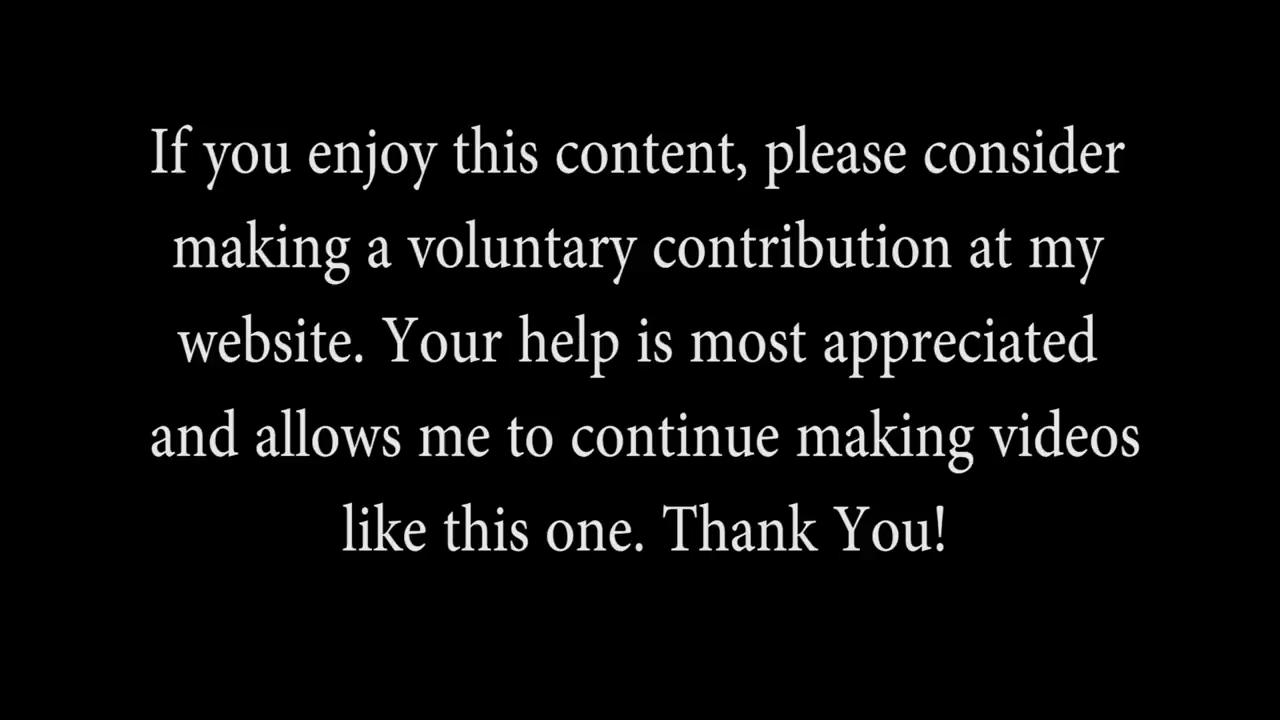 If you enjoy this content, please consider
making a voluntary contribution at my
website. Your help is most appreciated
and allows me to continue making videos
like this one. Thank You!